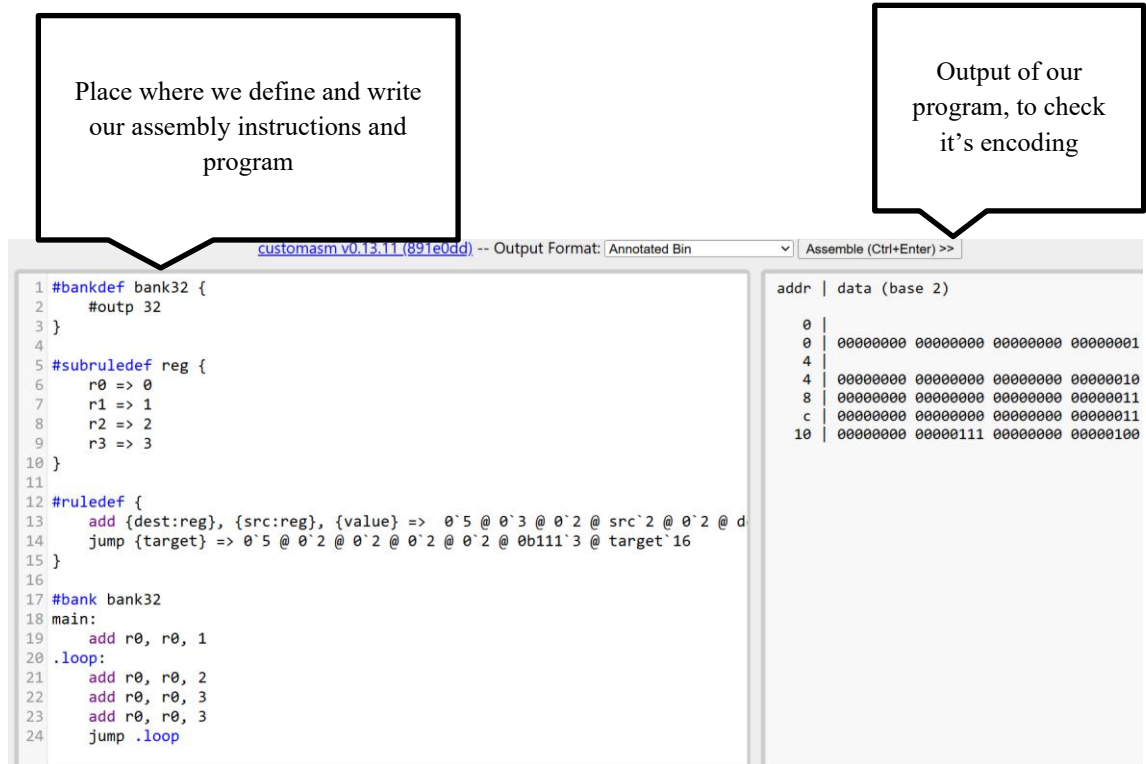 Place where we define and write
our assembly instructions and
program
Output of our
program, to check
it’s encoding
customasm v0.13.11 (891e0dd) -- Output Format: Annotated Bin
Assemble (Ctrl+Enter) >>
1 #bankdef bank32 {
2     #outp 32
3 }
4
5 #subruledef reg {
6     r0 => 0
7     r1 => 1
8     r2 => 2
9     r3 => 3
10 }
11
12 #ruledef {
13     add {dest:reg}, {src:reg}, {value} =>  0`5 @ 0`3 @ 0`2 @ src`2 @ 0`2 @ d
14     jump {target} => 0`5 @ 0`2 @ 0`2 @ 0`2 @ 0`2 @ 0b111`3 @ target`16
15 }
16
17 #bank bank32
18 main:
19     add r0, r0, 1
20 .loop:
21     add r0, r0, 2
22     add r0, r0, 3
23     add r0, r0, 3
24     jump .loop
addr | data (base 2)
0 |
0 | 00000000 00000000 00000000 00000001
4 |
4 | 00000000 00000000 00000000 00000010
8 | 00000000 00000000 00000000 00000011
c | 00000000 00000000 00000000 00000011
10 | 00000000 00000111 00000000 00000100